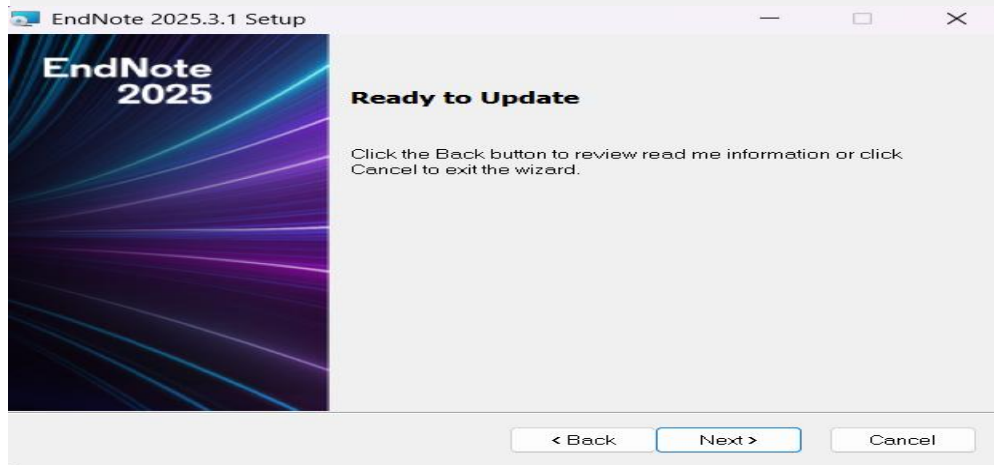 EndNote 2025.3.1 Setup
EndNote
2025
Ready to Update
Click the Back button to review read me information or click
Cancel to exit the wizard.
< Back
Next >
Cancel